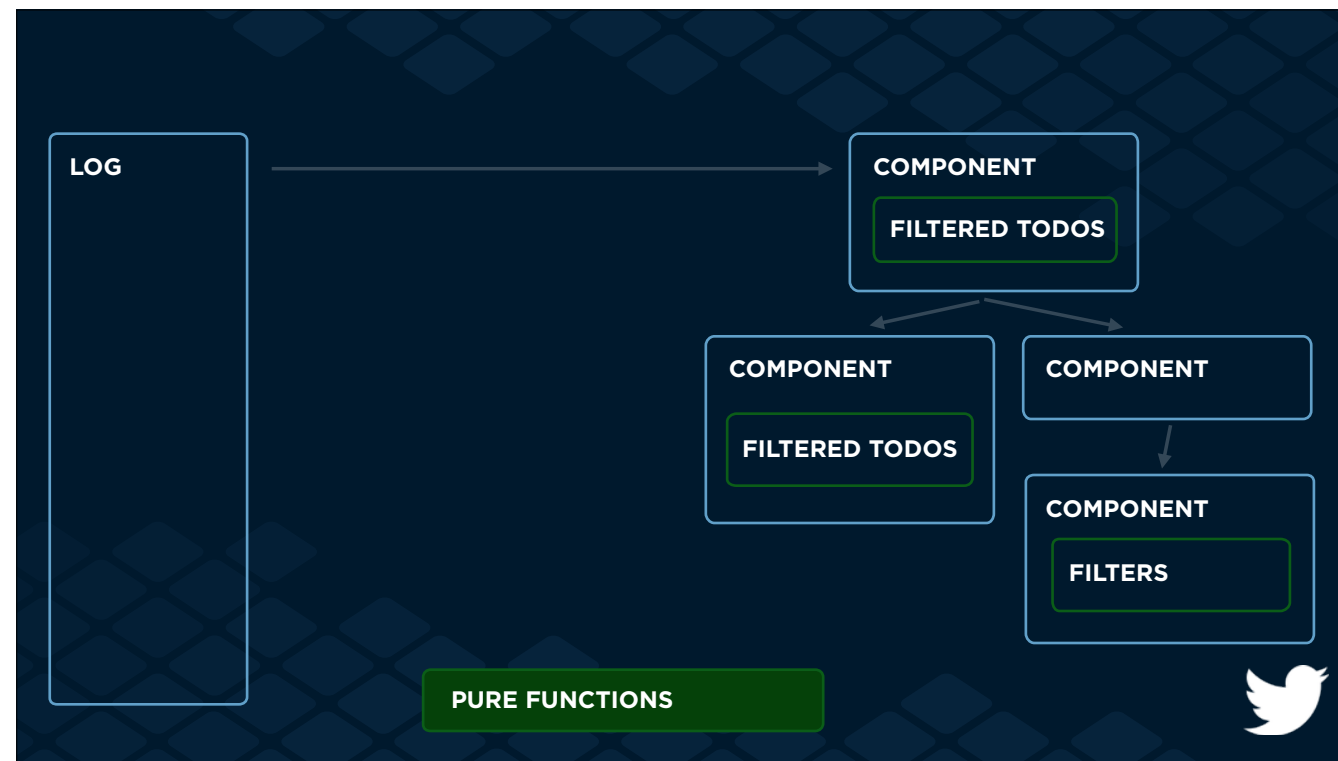 LOG
COMPONENT
FILTERED TODOS
COMPONENT
COMPONENT
FILTERED TODOS
COMPONENT
FILTERS
PURE FUNCTIONS